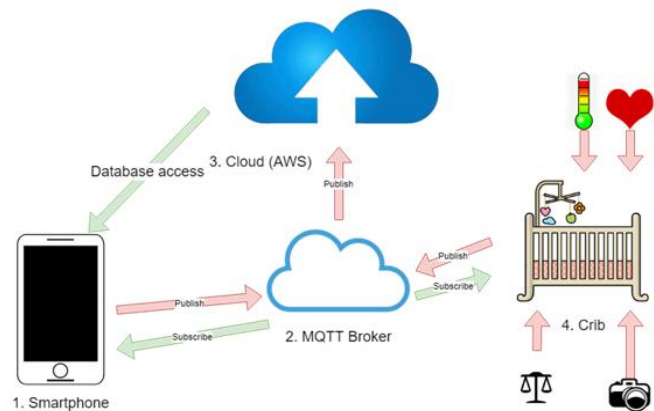 3. Cloud (AWS)
Database access
Publish
Publish
Subscribe
Publish
Subscribe
2. MQTT Broker
4. Crib
1. Smartphone